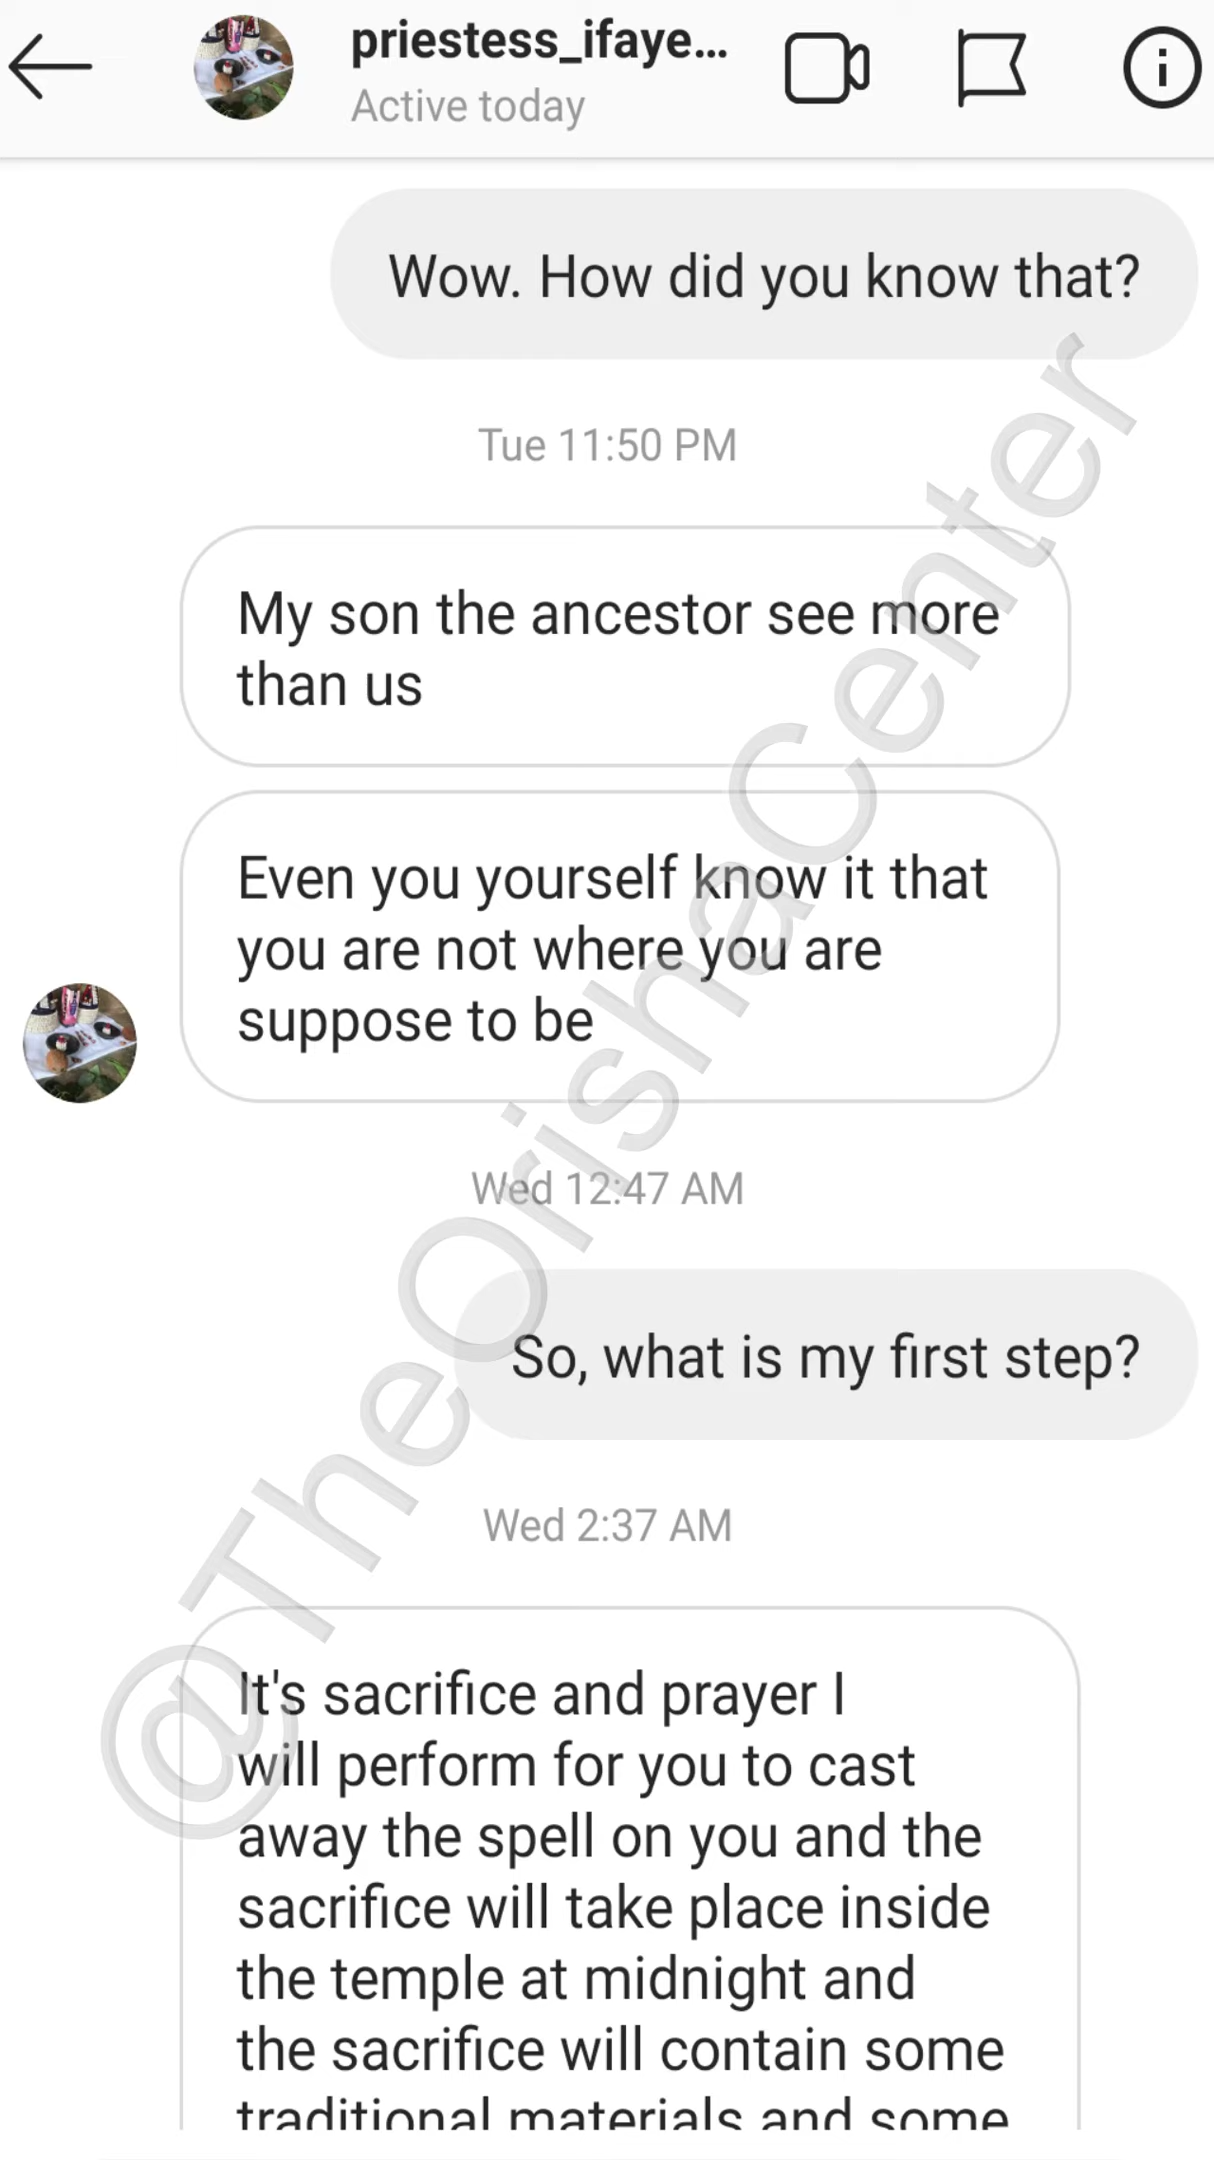 priestess_ifaye...
Active today
Wow. How did you know that?
Tue 11:50 PM
My son the ancestor see more
than us
Even you yourself know it that
you are not where you are
suppose to be
Wed 12:47 AM
So, what is my first step?
Wed 2:37 AM
It's sacrifice and prayer I
will perform for you to cast
away the spell on you and the
sacrifice will take place inside
the temple at midnight and
the sacrifice will contain some
traditional materials and some
@TheOrishaCenter